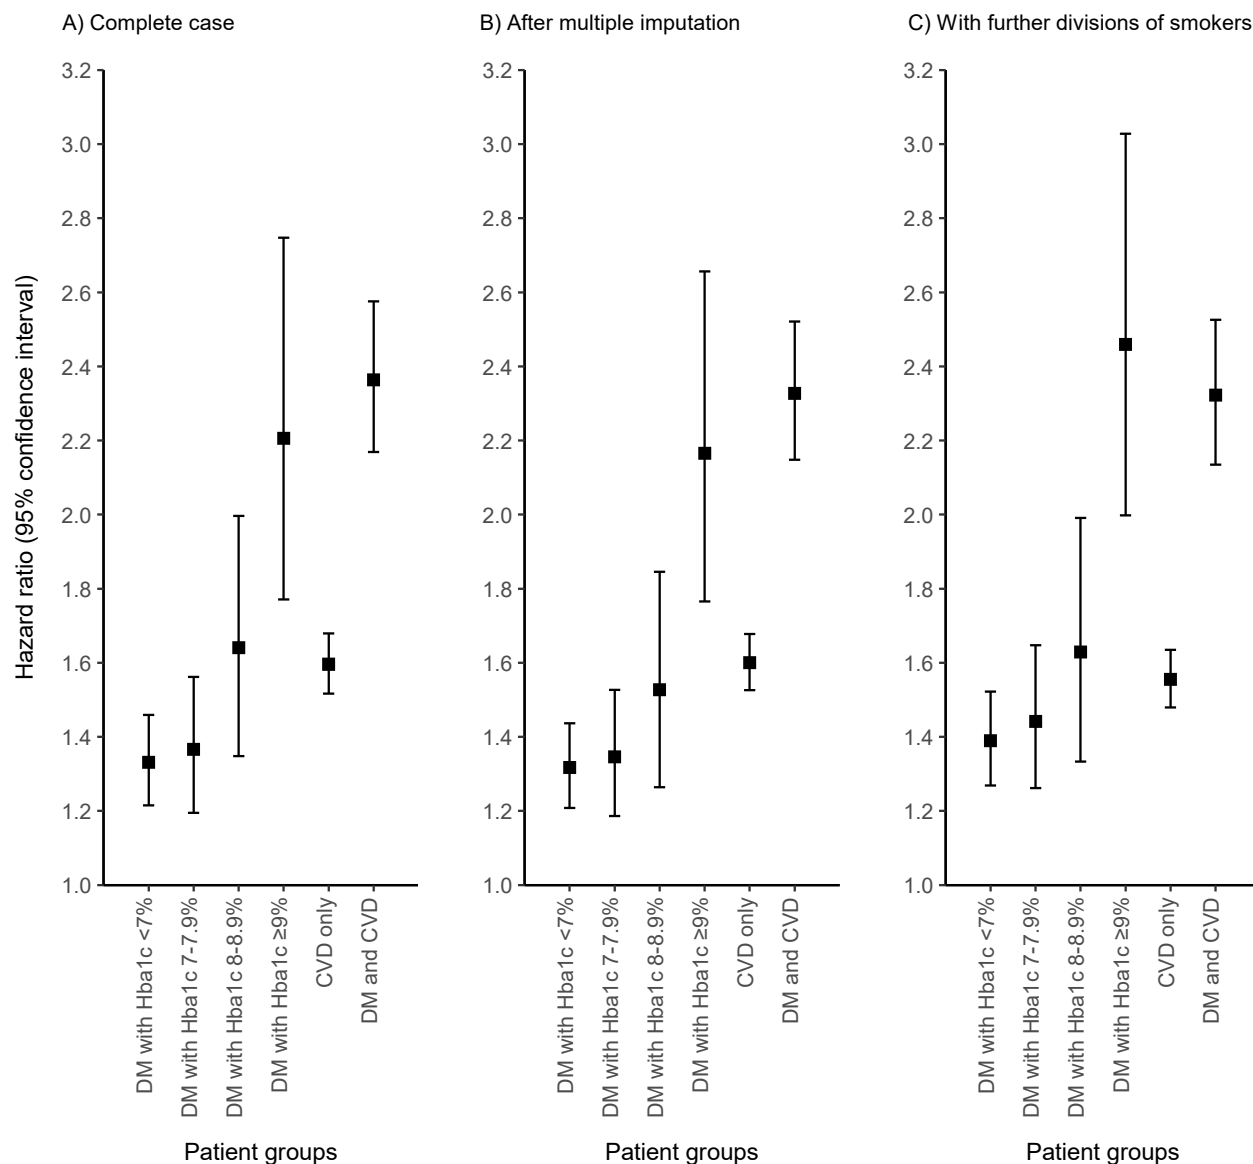 A) Complete case
B) After multiple imputation
C) With further divisions of smokers
Hazard ratio (95% confidence interval)
3.2
3.0
2.8
2.6
2.4
2.2
2.0
1.8
1.6
1.4
1.2
1.0
DM with Hba1c <7%
DM with Hba1c 7-7.9%
DM with Hba1c 8-8.9%
DM with Hba1c ≥9%
CVD only
DM and CVD
Patient groups
3.2
3.0
2.8
2.6
2.4
2.2
2.0
1.8
1.6
1.4
1.2
1.0
DM with Hba1c <7%
DM with Hba1c 7-7.9%
DM with Hba1c 8-8.9%
DM with Hba1c ≥9%
CVD only
DM and CVD
Patient groups
3.2
3.0
2.8
2.6
2.4
2.2
2.0
1.8
1.6
1.4
1.2
1.0
DM with Hba1c <7%
DM with Hba1c 7-7.9%
DM with Hba1c 8-8.9%
DM with Hba1c ≥9%
CVD only
DM and CVD
Patient groups